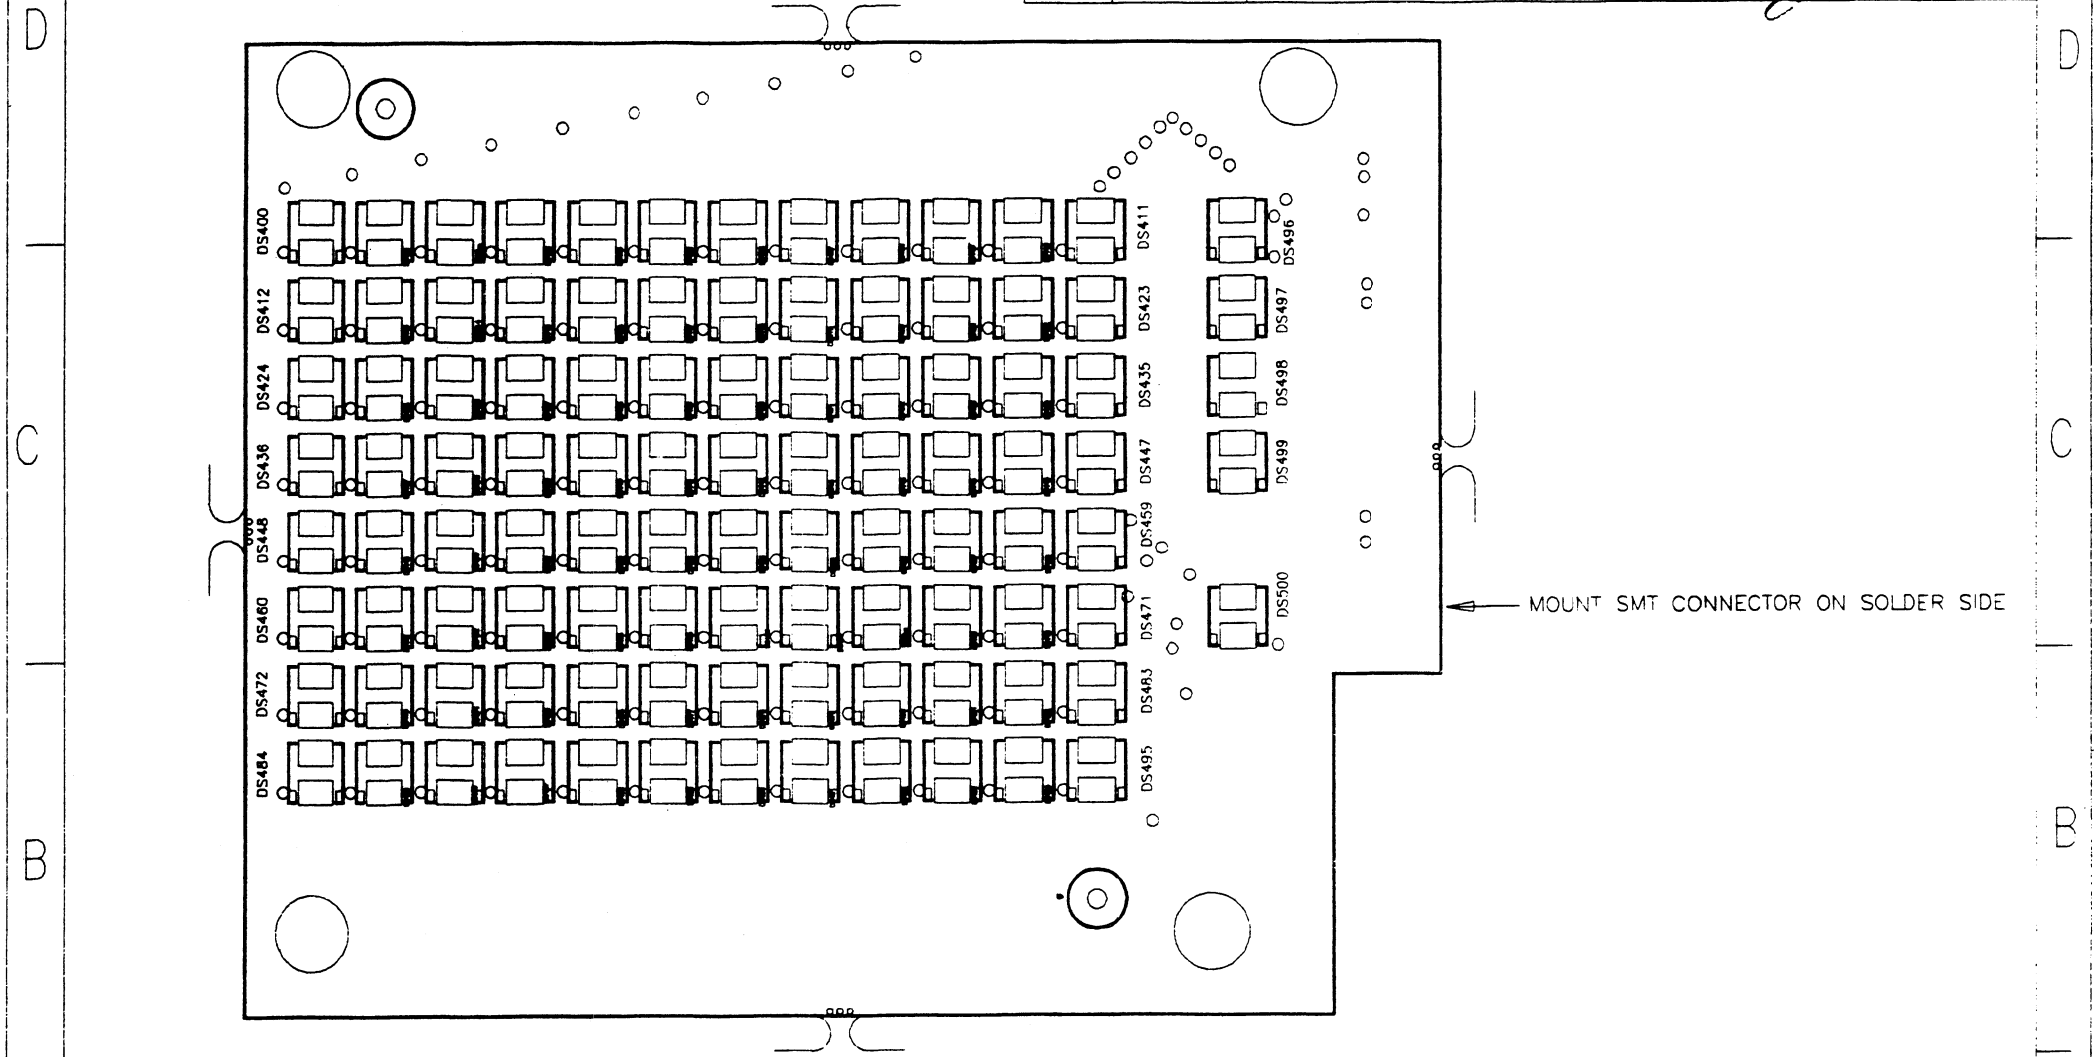 D
D
DS400
DS411
DS496
DS412
DS423
DS497
DS424
DS435
DS498
C
DS436
DS447
DS499
C
DS448
DS459
DS460
DS471
DS500
MOUNT SMT CONNECTOR ON SOLDER SIDE
DS472
DS483
DS484
DS495
B
B